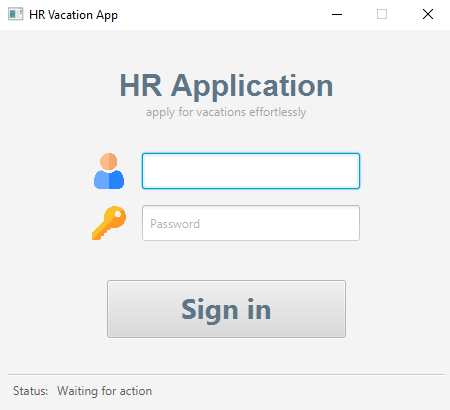 HR Vacation App
HR Application
apply for vacations effortlessly
Password
Sign in
Status: Waiting for action